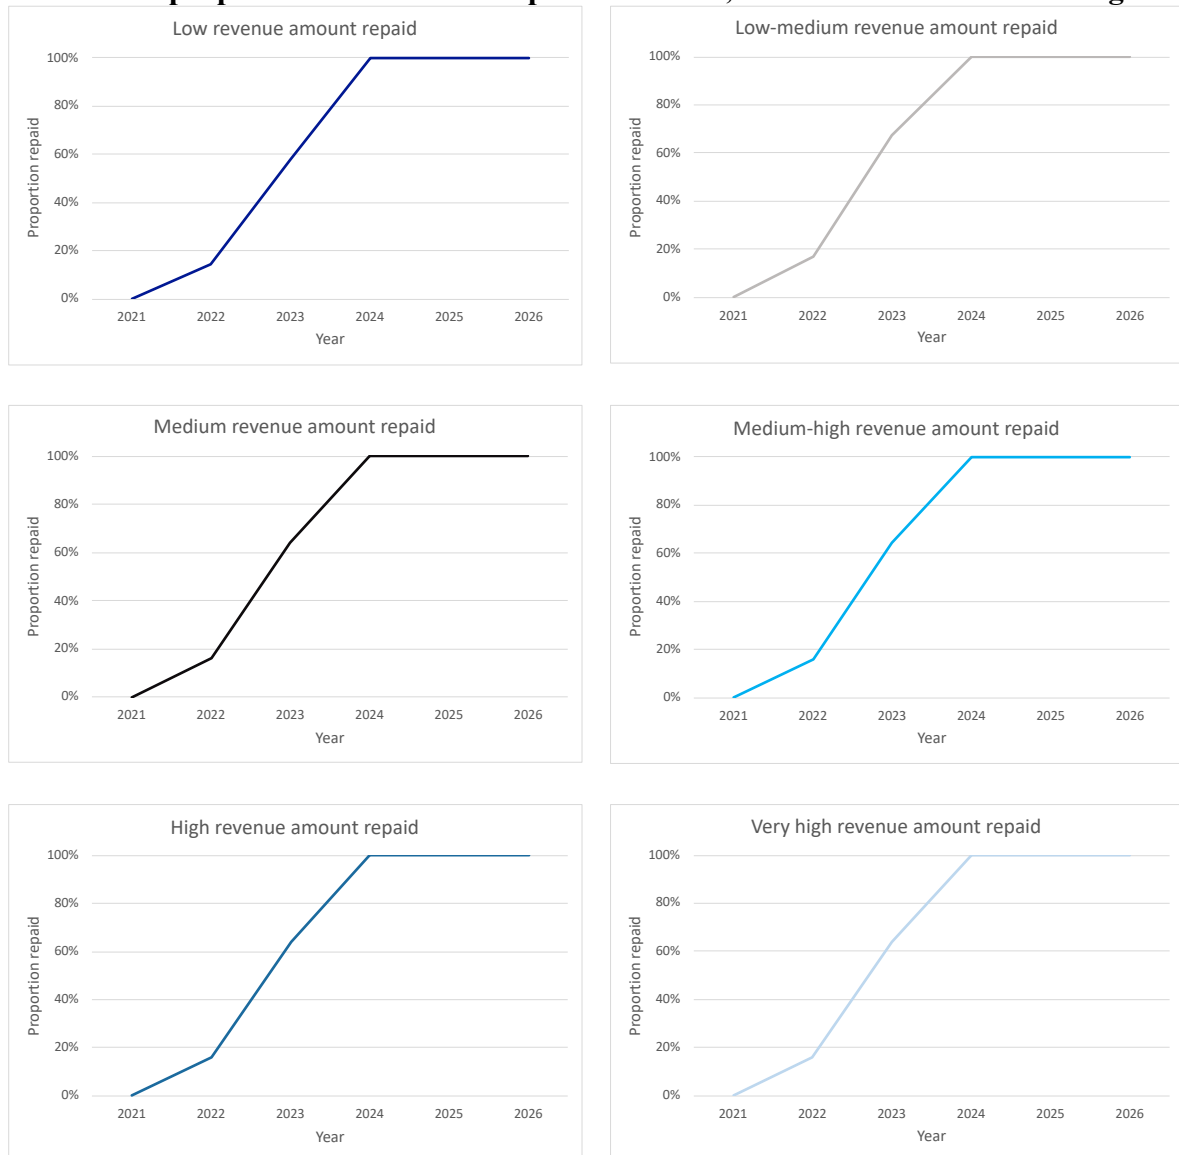 Low revenue amount repaid
100%
80%
60%
40%
20%
0%
Proportion repaid
2021 2022 2023 2024 2025 2026
Year
Low-medium revenue amount repaid
100%
80%
60%
40%
20%
0%
Proportion repaid
2021 2022 2023 2024 2025 2026
Year
Medium revenue amount repaid
100%
80%
60%
40%
20%
0%
Proportion repaid
2021 2022 2023 2024 2025 2026
Year
Medium-high revenue amount repaid
100%
80%
60%
40%
20%
0%
Proportion repaid
2021 2022 2023 2024 2025 2026
Year
High revenue amount repaid
100%
80%
60%
40%
20%
0%
Proportion repaid
2021 2022 2023 2024 2025 2026
Year
Very high revenue amount repaid
100%
80%
60%
40%
20%
0%
Proportion repaid
2021 2022 2023 2024 2025 2026
Year